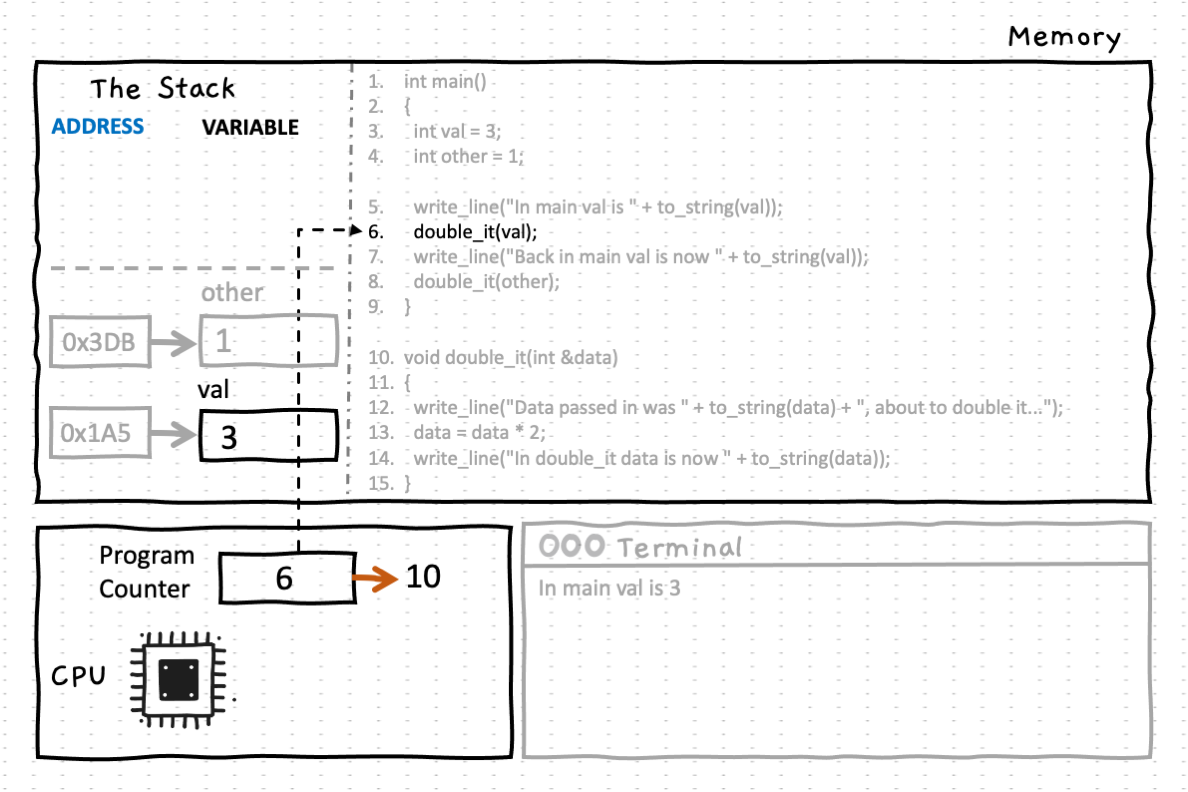 Memory
The Stack
ADDRESS VARIABLE
other
0x3DB 1
val
0x1A5 3
1. int main()
2. {
3. int val = 3;
4. int other = 1;
5. write_line("In main val is " + to_string(val));
6. double_it(val);
7. write_line("Back in main val is now " + to_string(val));
8. double_it(other);
9. }
10. void double_it(int &data)
11. {
12. write_line("Data passed in was " + to_string(data) + ", about to double it...");
13. data = data * 2;
14. write_line("In double_it data is now " + to_string(data));
15. }
Program
Counter
6 10
CPU
Terminal
In main val is 3